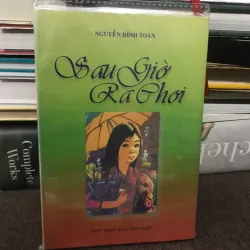 NGUYỄN ĐÌNH TOÀN
Sau Giờ
Ra Chơi
Complete
Works